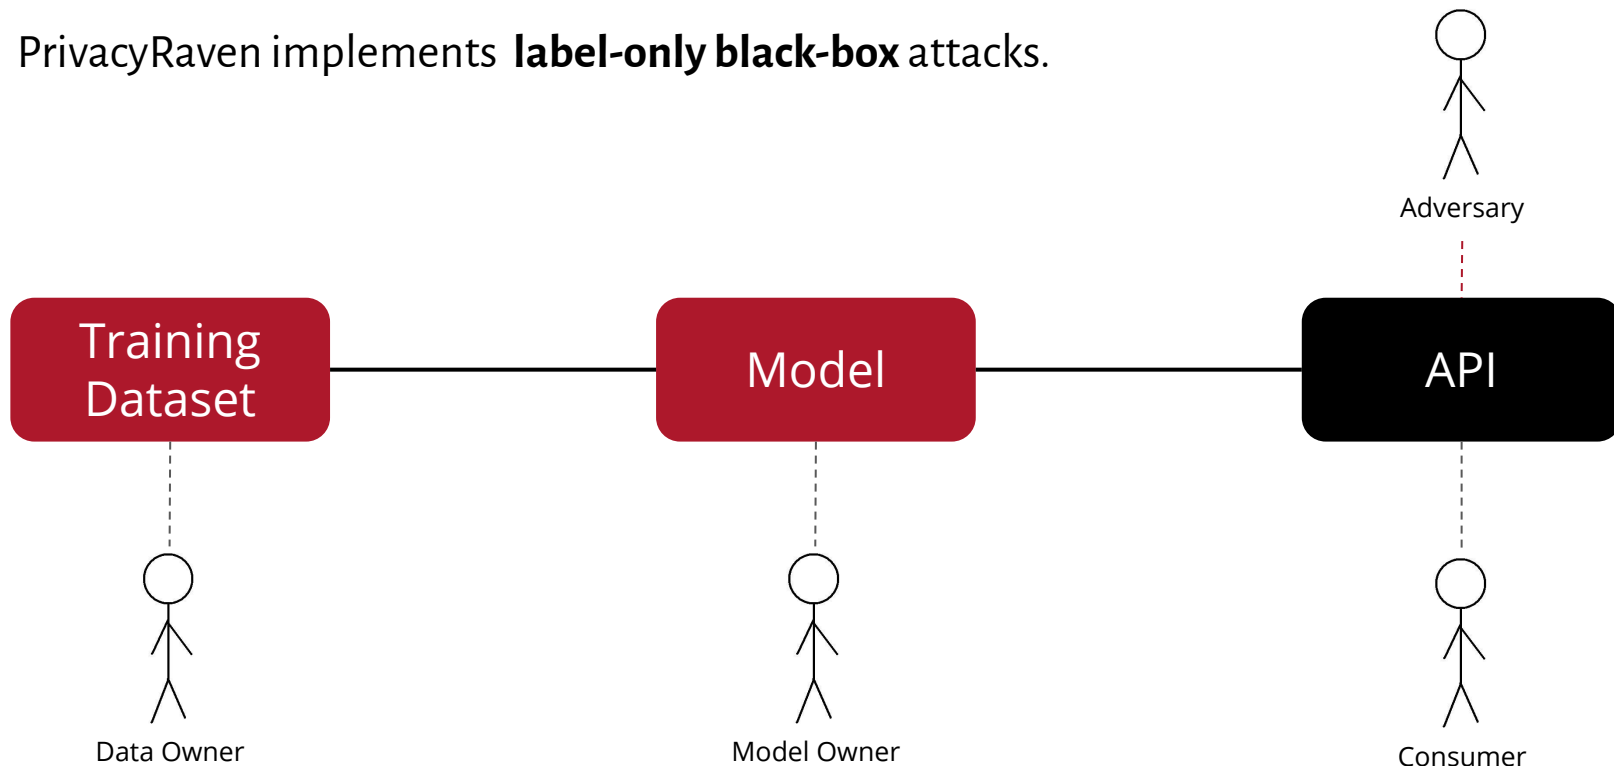 PrivacyRaven implements label-only black-box attacks.
Adversary
Training
Dataset
Model
API
Data Owner
Model Owner
Consumer